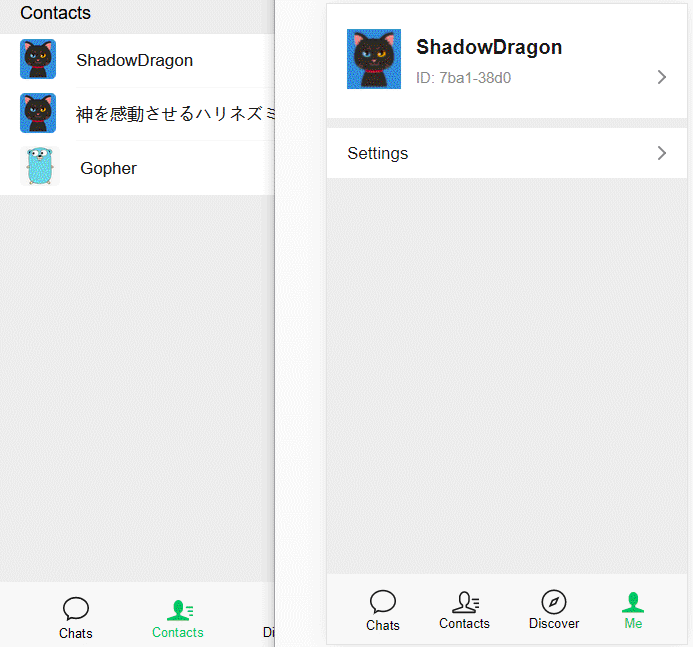 Contacts
ShadowDragon
神を感動させるハリネズミ
Gopher
Chats
Contacts
Di
ShadowDragon
ID: 7ba1-38d0
Settings
Chats
Contacts
Discover
Me